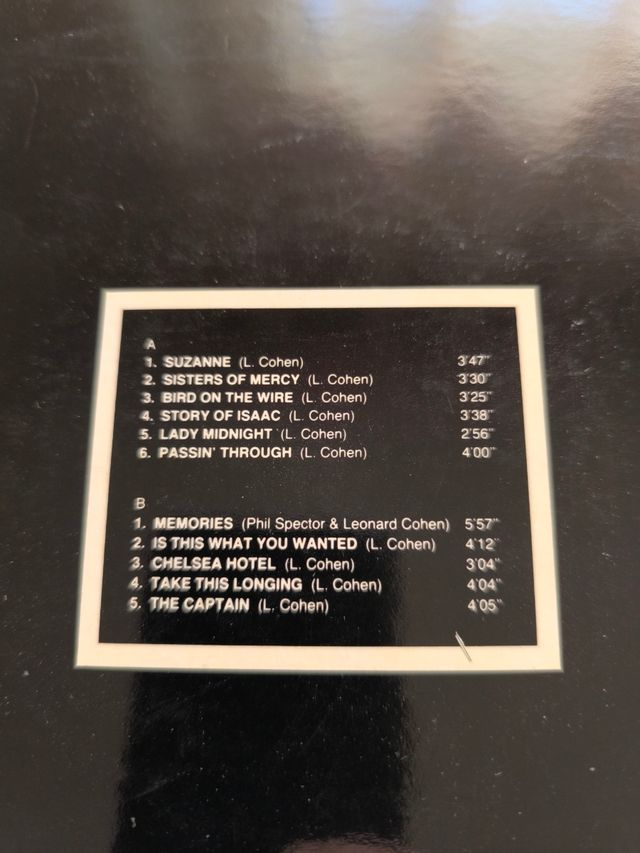 A
1. SUZANNE (L. Cohen) 3'47"
2. SISTERS OF MERCY (L. Cohen) 3'30"
3. BIRD ON THE WIRE (L. Cohen) 3'25"
4. STORY OF ISAAC (L. Cohen) 3'38"
5. LADY MIDNIGHT (L. Cohen) 2'56"
6. PASSIN' THROUGH (L. Cohen) 4'00"
B
1. MEMORIES (Phil Spector & Leonard Cohen) 5'57"
2. IS THIS WHAT YOU WANTED (L. Cohen) 4'12"
3. CHELSEA HOTEL (L. Cohen) 3'04"
4. TAKE THIS LONGING (L. Cohen) 4'04"
5. THE CAPTAIN (L. Cohen) 4'05"